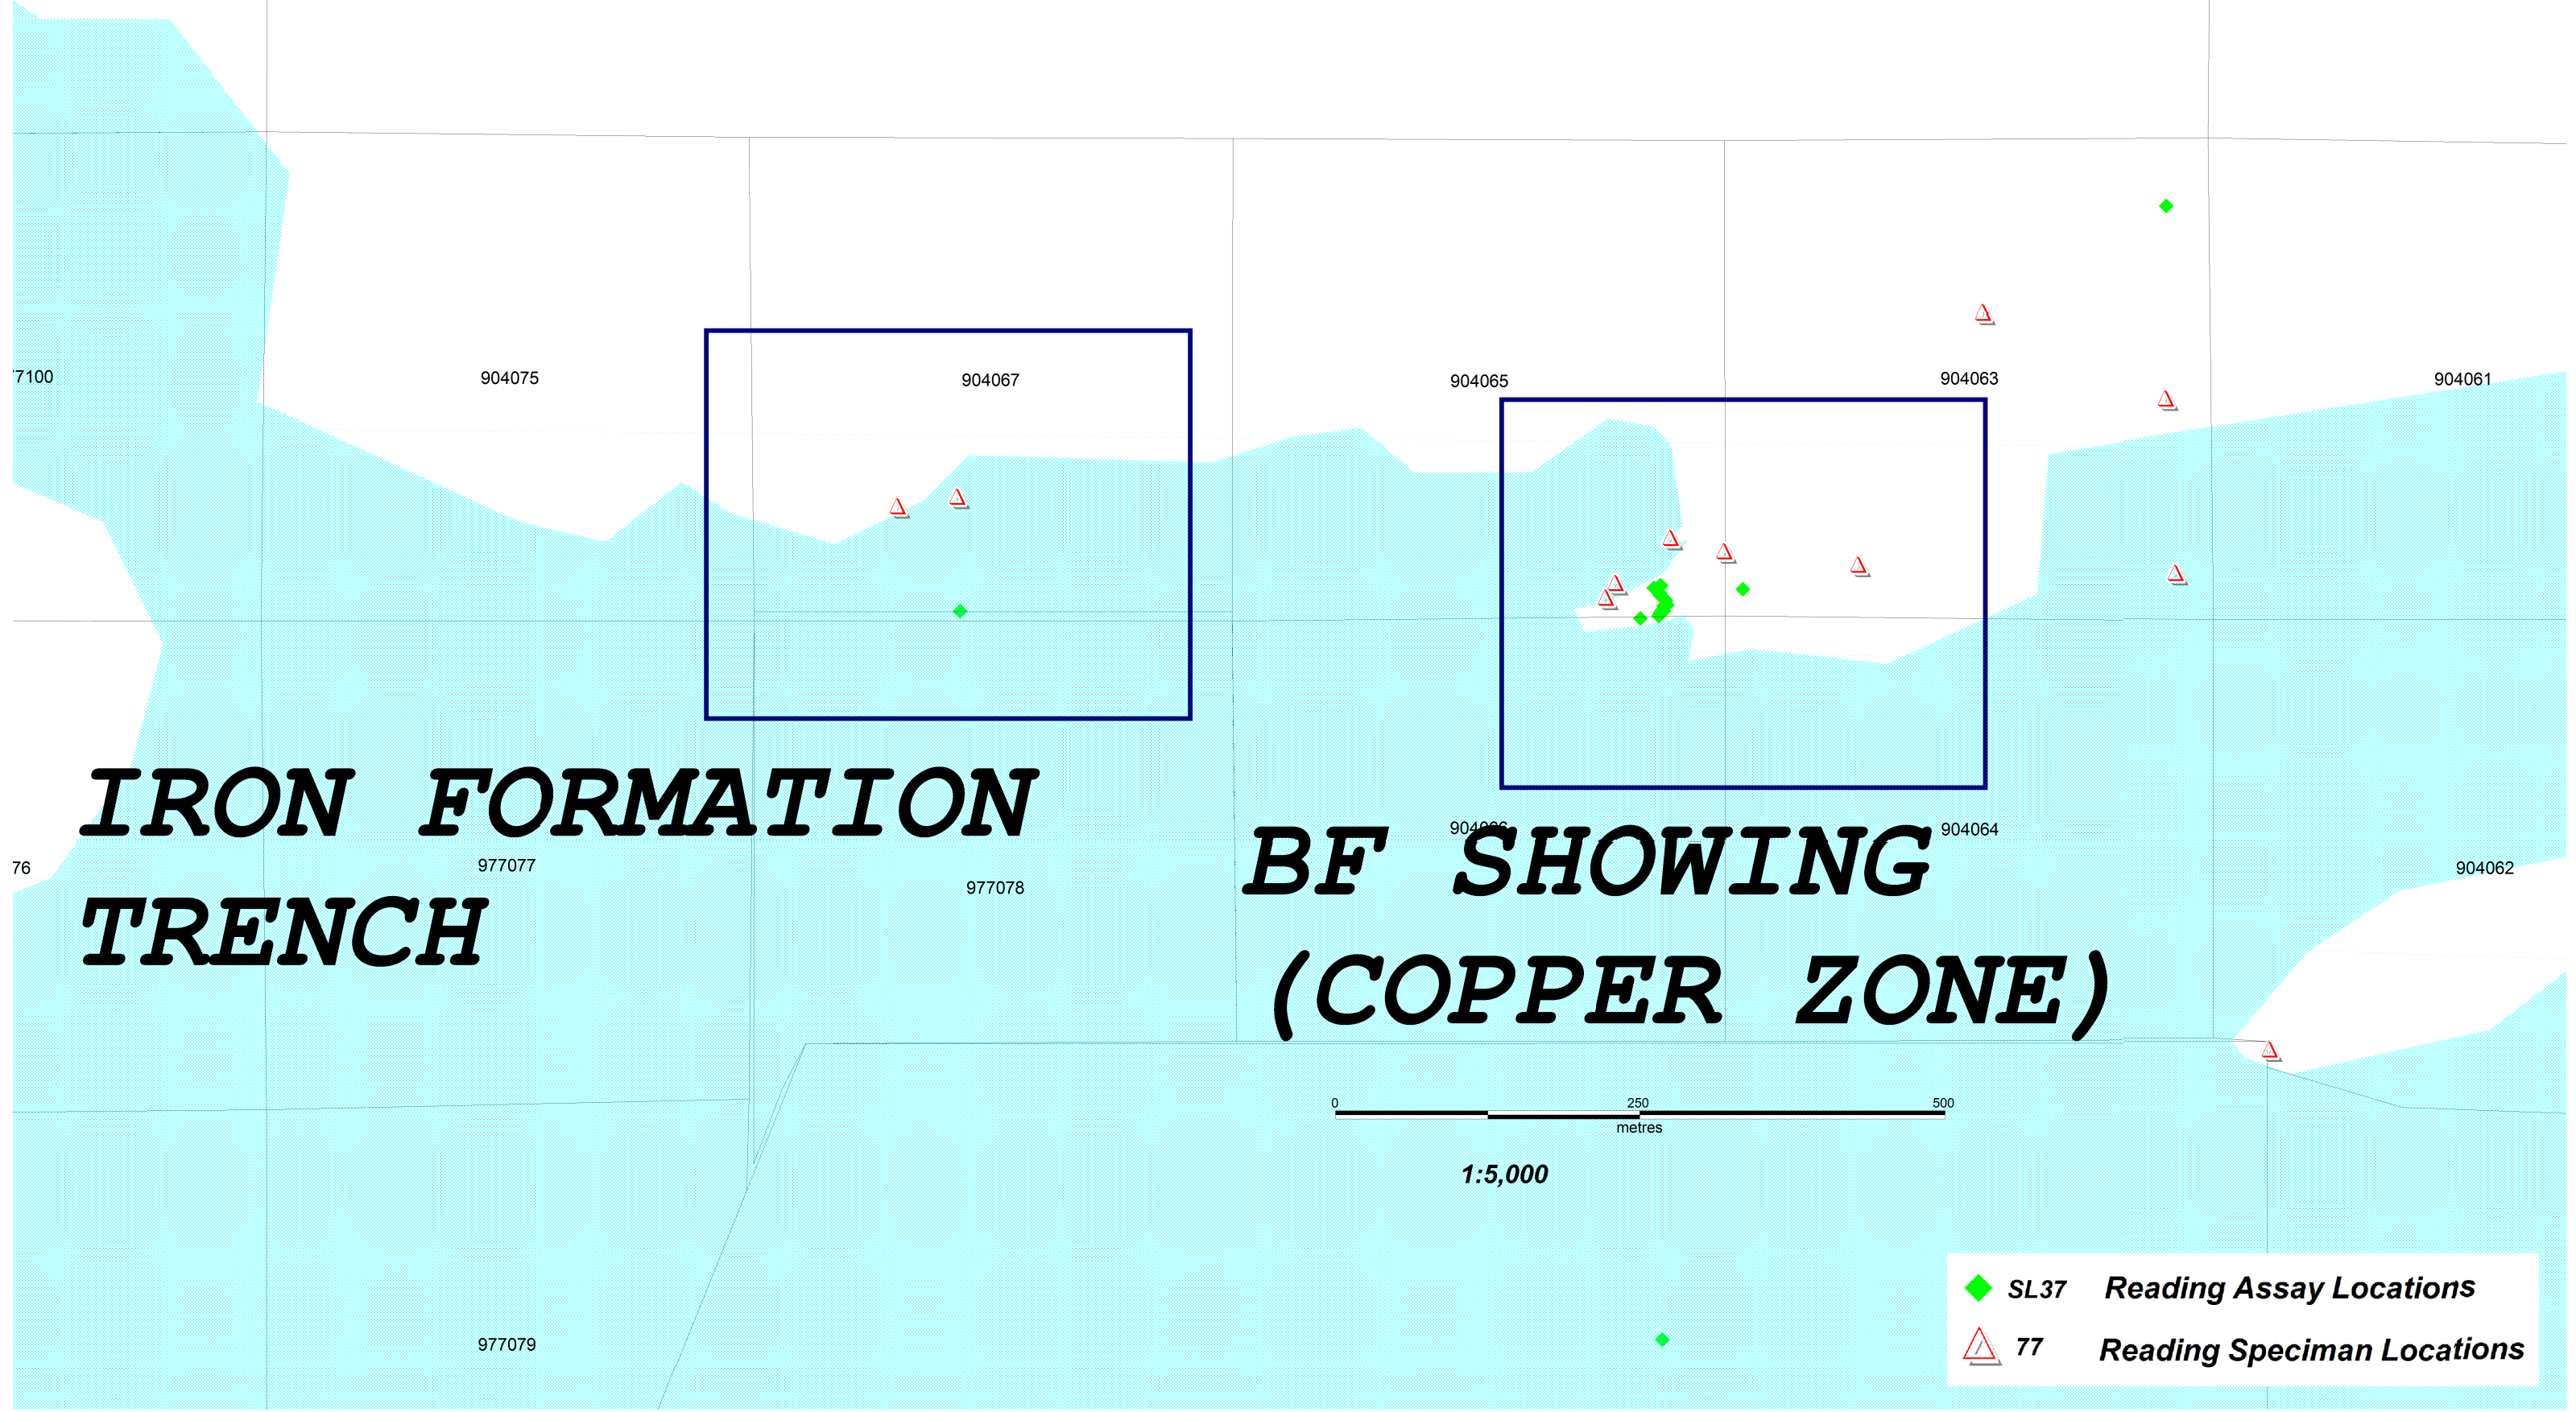 7100
904075
904067
904065
904063
904061
IRON FORMATION
TRENCH
904066
904064
BF SHOWING
(COPPER ZONE)
76
977077
977078
904062
0 250 500
metres
1:5,000
977079
SL37 Reading Assay Locations
77 Reading Speciman Locations